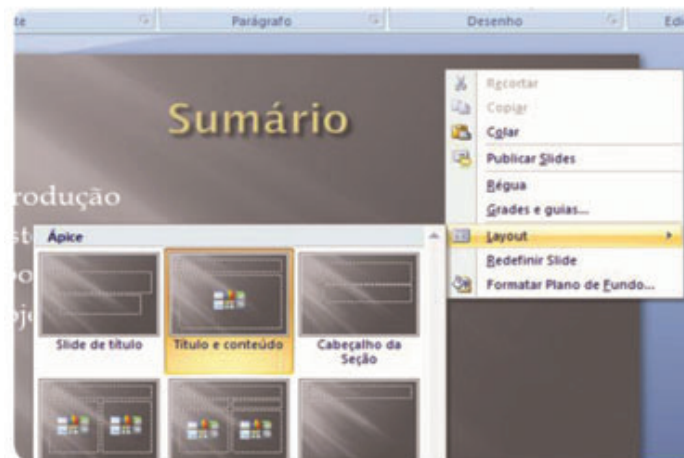 Parágrafo
Desenho
Sumário
Recortar
Copiar
Colar
Publicar Slides
Régua
Grades e guias...
Layout
Redefinir Slide
Formatar Plano de Fundo...
rodução
Ápice
Slide de título
Título e conteúdo
Cabeçalho da
Seção